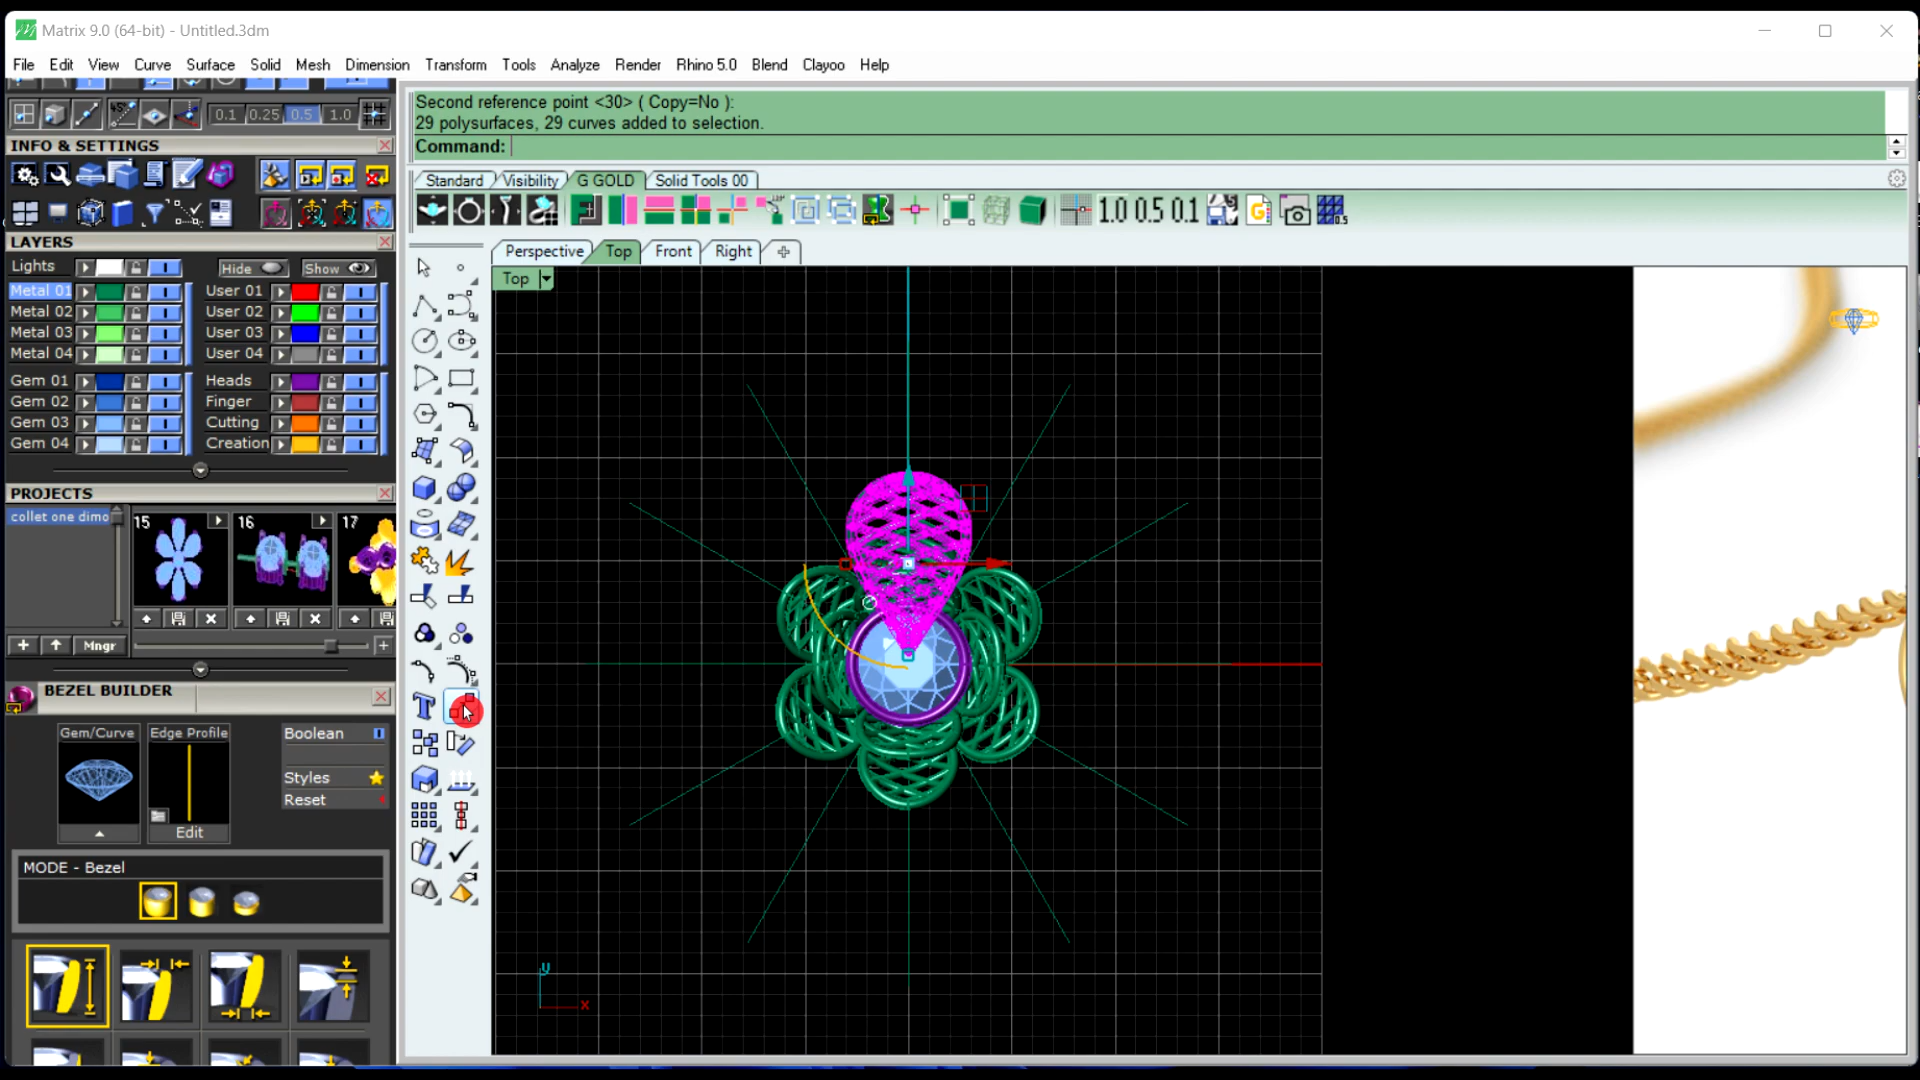 Matrix 9.0 (64-bit) - Untitled.3dm
File Edit View Curve Surface Solid Mesh Dimension Transform Tools Analyze Render Rhino 5.0 Blend Clayoo Help
Second reference point <30> ( Copy=No ):
29 polysurfaces, 29 curves added to selection.
Command:
0.1 0.25 0.5 1.0
INFO & SETTINGS
Standard Visibility G GOLD Solid Tools 00
1.0 0.5 0.1
LAYERS
Lights Hide Show
Metal 01 User 01
Metal 02 User 02
Metal 03 User 03
Metal 04 User 04
Gem 01 Heads
Gem 02 Finger
Gem 03 Cutting
Gem 04 Creation
Perspective Top Front Right
Top
PROJECTS
collet one dimo
15 16 17
Mngr
BEZEL BUILDER
Gem/Curve Edge Profile Boolean
Styles
Reset
Edit
MODE - Bezel
y
x